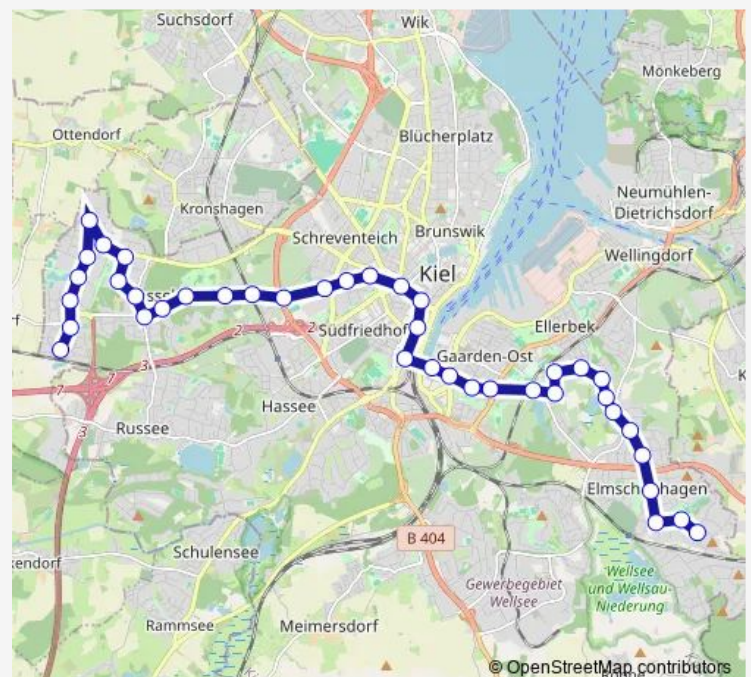 Suchsdorf
Wik
Mönkeberg
Ottendorf
Blücherplatz
Neumühlen-
Dietrichsdorf
Kronshagen
Schreventeich
Brunswik
Wellingdorf
Kiel
2
2
Südfriedhof
Ellerbek
Gaarden-Ost
3
7
7
Hassee
3
Russee
Elmschenhagen
B 404
Schulensee
Gewerbegebiet
Wellsee
Wellsee
und Wellsau-
Niederung
Rammsee
Meimersdorf
© OpenStreetMap contributors